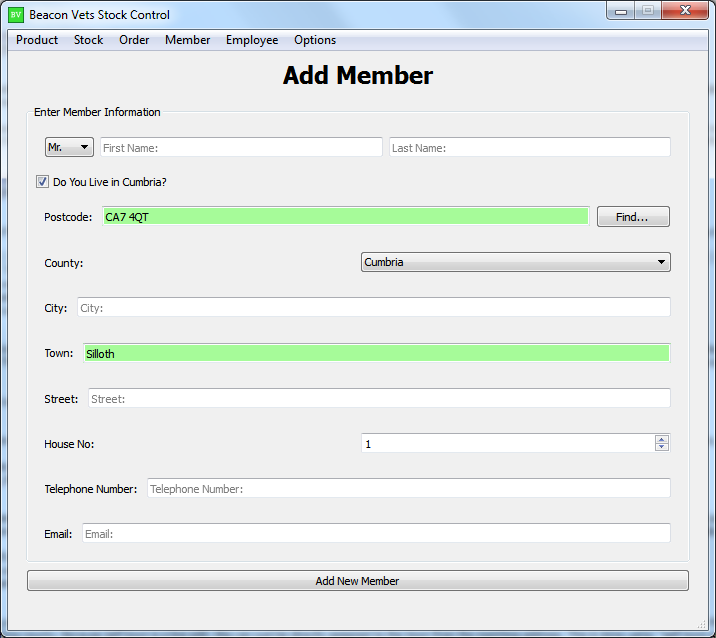 BV Beacon Vets Stock Control
Product Stock Order Member Employee Options
Add Member
Enter Member Information
Mr. First Name: Last Name:
Do You Live in Cumbria?
Postcode: CA7 4QT Find...
County: Cumbria
City: City:
Town: Silloth
Street: Street:
House No: 1
Telephone Number: Telephone Number:
Email: Email:
Add New Member